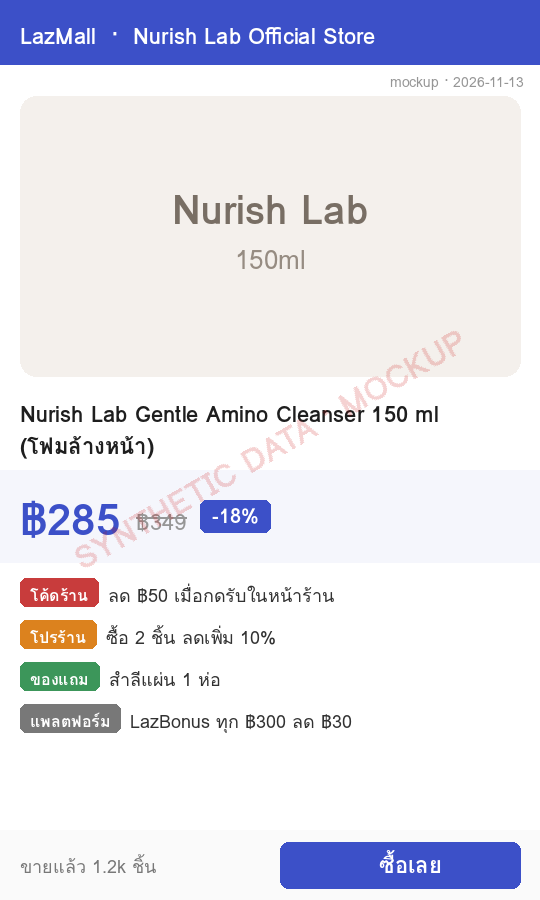 LazMall · Nurish Lab Official Store
mockup · 2026-11-13
Nurish Lab
150ml
SYNTHETIC DATA · MOCKUP
Nurish Lab Gentle Amino Cleanser 150 ml
(โฟมล้างหน้า)
฿285 ฿349 -18%
โค้ดร้าน ลด ฿50 เมื่อกดรับในหน้าร้าน
โปรร้าน ซื้อ 2 ชิ้น ลดเพิ่ม 10%
ของแถม สำลีแผ่น 1 ห่อ
แพลตฟอร์ม LazBonus ทุก ฿300 ลด ฿30
ขายแล้ว 1.2k ชิ้น ซื้อเลย